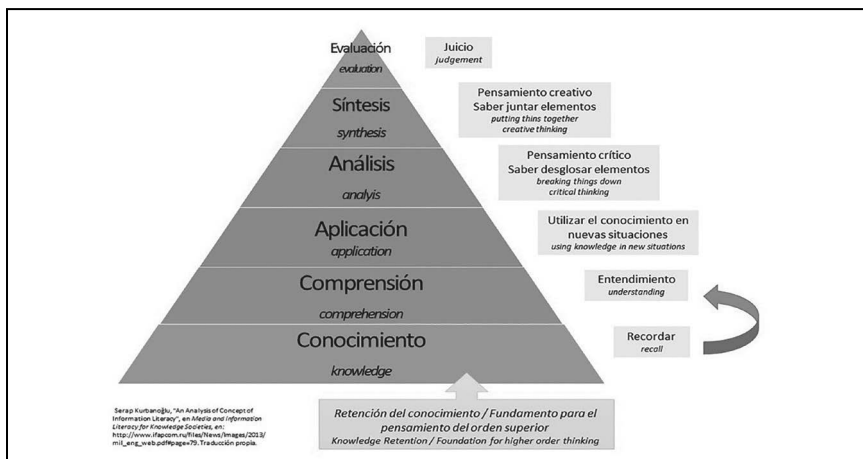 Evaluación
evaluation
Juicio
judgement
Síntesis
synthesis
Pensamiento creativo
Saber juntar elementos
putting thins together
creative thinking
Análisis
analyis
Pensamiento crítico
Saber desglosar elementos
breaking things down
critical thinking
Aplicación
application
Utilizar el conocimiento en
nuevas situaciones
using knowledge in new situations
Comprensión
comprehension
Entendimiento
understanding
Conocimiento
knowledge
Recordar
recall
Retención del conocimiento / Fundamento para el
pensamiento del orden superior
Knowledge Retention / Foundation for higher order thinking
Serap Kurbanoğlu, "An Analysis of Concept of
Information Literacy", en Media and Information
Literacy for Knowledge Societies, en:
http://www.ifapcom.ru/files/News/Images/2013/
mil_eng_web.pdf#page=79. Traducción propia.